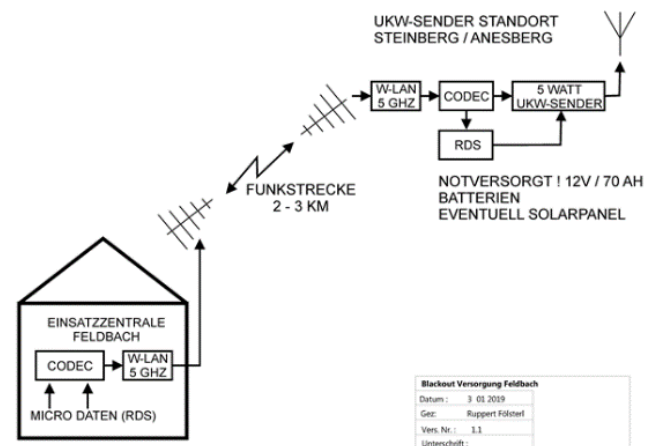 UKW-SENDER STANDORT
STEINBERG / ANESBERG
W-LAN
5 GHZ
CODEC
5 WATT
UKW-SENDER
RDS
NOTVERSORGT ! 12V / 70 AH
BATTERIEN
EVENTUELL SOLARPANEL
FUNKSTRECKE
2 - 3 KM
EINSATZZENTRALE
FELDBACH
CODEC
W-LAN
5 GHZ
MICRO DATEN (RDS)
Blackout Versorgung Feldbach
Datum : 3 01 2019
Gez: Ruppert Fölsterl
Vers. Nr. : 1.1
Unterschrift :